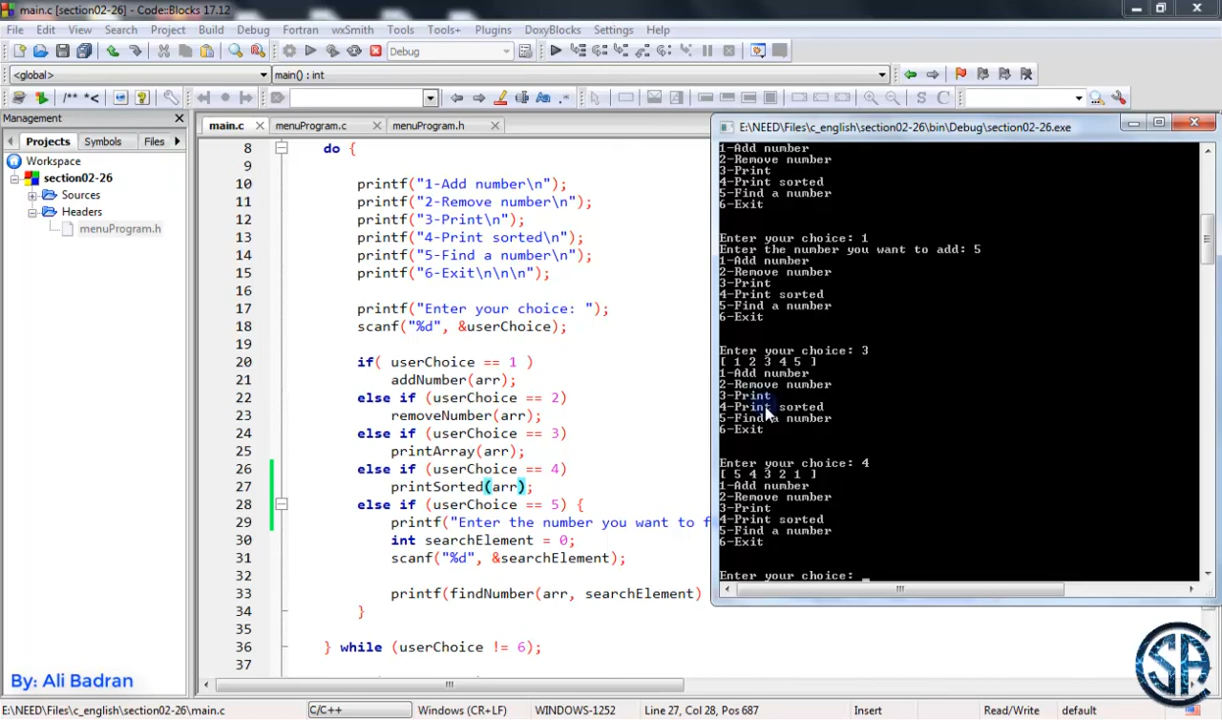 main.c [section02-26] - Code::Blocks 17.12
File Edit View Search Project Build Debug Fortran wxSmith Tools Tools+ Plugins DoxyBlocks Settings Help
Debug
<global> main() : int
/** *<
S C
Management
Projects Symbols Files
Workspace
section02-26
Sources
Headers
menuProgram.h
main.c menuProgram.c menuProgram.h
8 do {
9
10 printf("1-Add number\n");
11 printf("2-Remove number\n");
12 printf("3-Print\n");
13 printf("4-Print sorted\n");
14 printf("5-Find a number\n");
15 printf("6-Exit\n\n\n");
16
17 printf("Enter your choice: ");
18 scanf("%d", &userChoice);
19
20 if( userChoice == 1 )
21 addNumber(arr);
22 else if (userChoice == 2)
23 removeNumber(arr);
24 else if (userChoice == 3)
25 printArray(arr);
26 else if (userChoice == 4)
27 printSorted(arr);
28 else if (userChoice == 5) {
29 printf("Enter the number you want to f
30 int searchElement = 0;
31 scanf("%d", &searchElement);
32
33 printf(findNumber(arr, searchElement)
34 }
35
36 } while (userChoice != 6);
37
E:\NEED\Files\c_english\section02-26\bin\Debug\section02-26.exe
1-Add number
2-Remove number
3-Print
4-Print sorted
5-Find a number
6-Exit
Enter your choice: 1
Enter the number you want to add: 5
1-Add number
2-Remove number
3-Print
4-Print sorted
5-Find a number
6-Exit
Enter your choice: 3
[ 1 2 3 4 5 ]
1-Add number
2-Remove number
3-Print
4-Print sorted
5-Find a number
6-Exit
Enter your choice: 4
[ 5 4 3 2 1 ]
1-Add number
2-Remove number
3-Print
4-Print sorted
5-Find a number
6-Exit
Enter your choice: _
By: Ali Badran
SA
E:\NEED\Files\c_english\section02-26\main.c C/C++ Windows (CR+LF) WINDOWS-1252 Line 27, Col 28, Pos 687 Insert Read/Write default